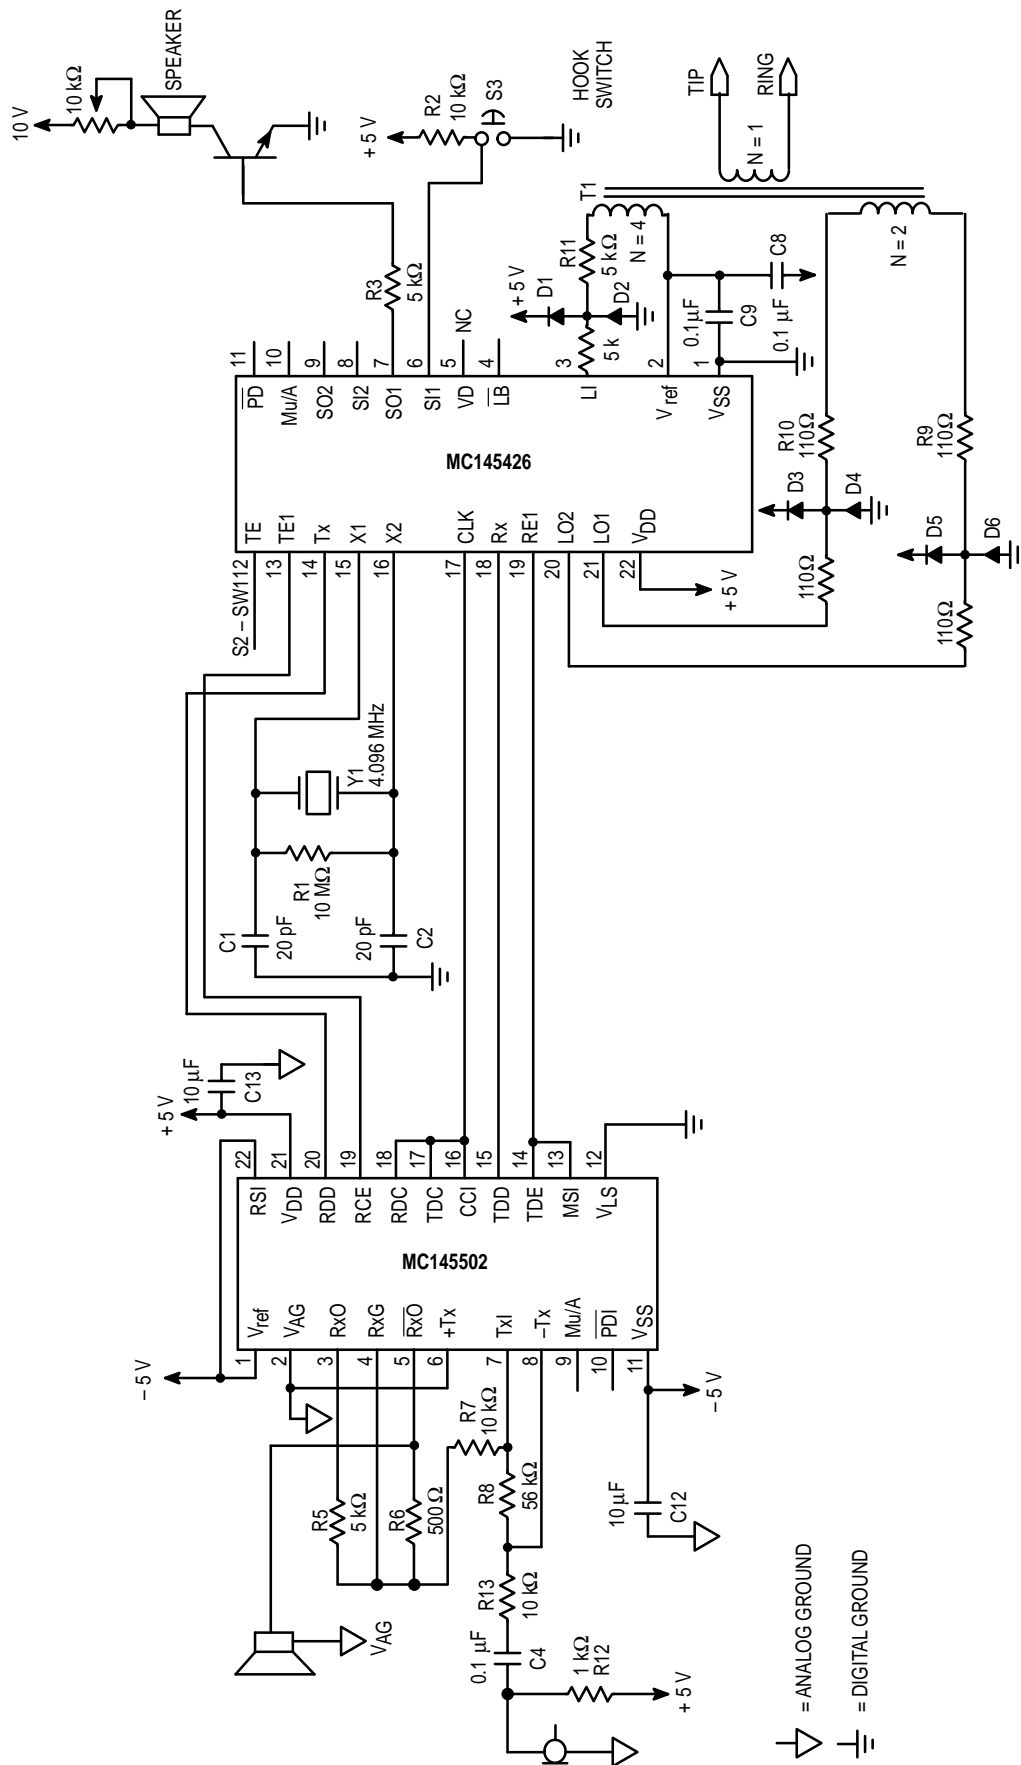 10 V
10 kΩ
SPEAKER
+ 5 V
R2
10 kΩ
S3
HOOK
SWITCH
TIP
RING
N = 1
T1
R3
5 kΩ
R11
5 kΩ
N = 4
+ 5 V
D1
D2
5 k
NC
0.1 µF
C9
C8
0.1 µF
N = 2
11
10
9
8
7
6
5
4
3
2
1
PD
Mu/A
SO2
SI2
SO1
SI1
VD
LB
LI
Vref
VSS
MC145426
TE
TE1
Tx
X1
X2
CLK
Rx
RE1
LO2
LO1
VDD
S2 – SW1
12
13
14
15
16
17
18
19
20
21
22
+ 5 V
R10
110Ω
R9
110Ω
D3
D4
D5
D6
110Ω
110Ω
Y1
4.096 MHz
R1
10 MΩ
C1
20 pF
20 pF
C2
+ 5 V
10 µF
C13
22
21
20
19
18
17
16
15
14
13
12
RSI
VDD
RDD
RCE
RDC
TDC
CCI
TDD
TDE
MSI
VLS
MC145502
Vref
VAG
RxO
RxG
RxO
+Tx
TxI
–Tx
Mu/A
PDI
VSS
1
2
3
4
5
6
7
8
9
10
11
– 5 V
R7
10 kΩ
R5
5 kΩ
R6
500 Ω
R8
56 kΩ
10 µF
C12
– 5 V
R13
10 kΩ
VAG
0.1 µF
C4
1 kΩ
R12
+ 5 V
= ANALOG GROUND
= DIGITAL GROUND